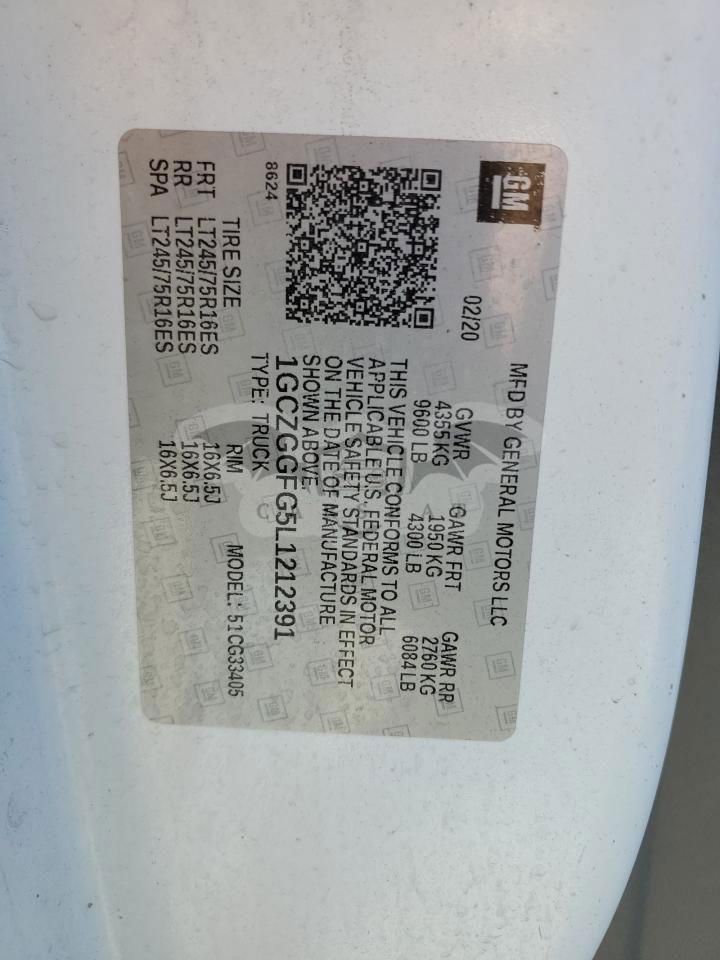 GM
MFD BY GENERAL MOTORS LLC
02/20
GVWR GAWR FRT GAWR RR
4355 KG 1950 KG 2760 KG
9600 LB 4300 LB 6084 LB
THIS VEHICLE CONFORMS TO ALL
APPLICABLE U.S. FEDERAL MOTOR
VEHICLE SAFETY STANDARDS IN EFFECT
ON THE DATE OF MANUFACTURE
SHOWN ABOVE.
1GCZGGFG5L1212391
8624
TYPE: TRUCK MODEL: 51CG33405
TIRE SIZE RIM
FRT LT245/75R16ES 16X6.5J
RR LT245/75R16ES 16X6.5J
SPA LT245/75R16ES 16X6.5J